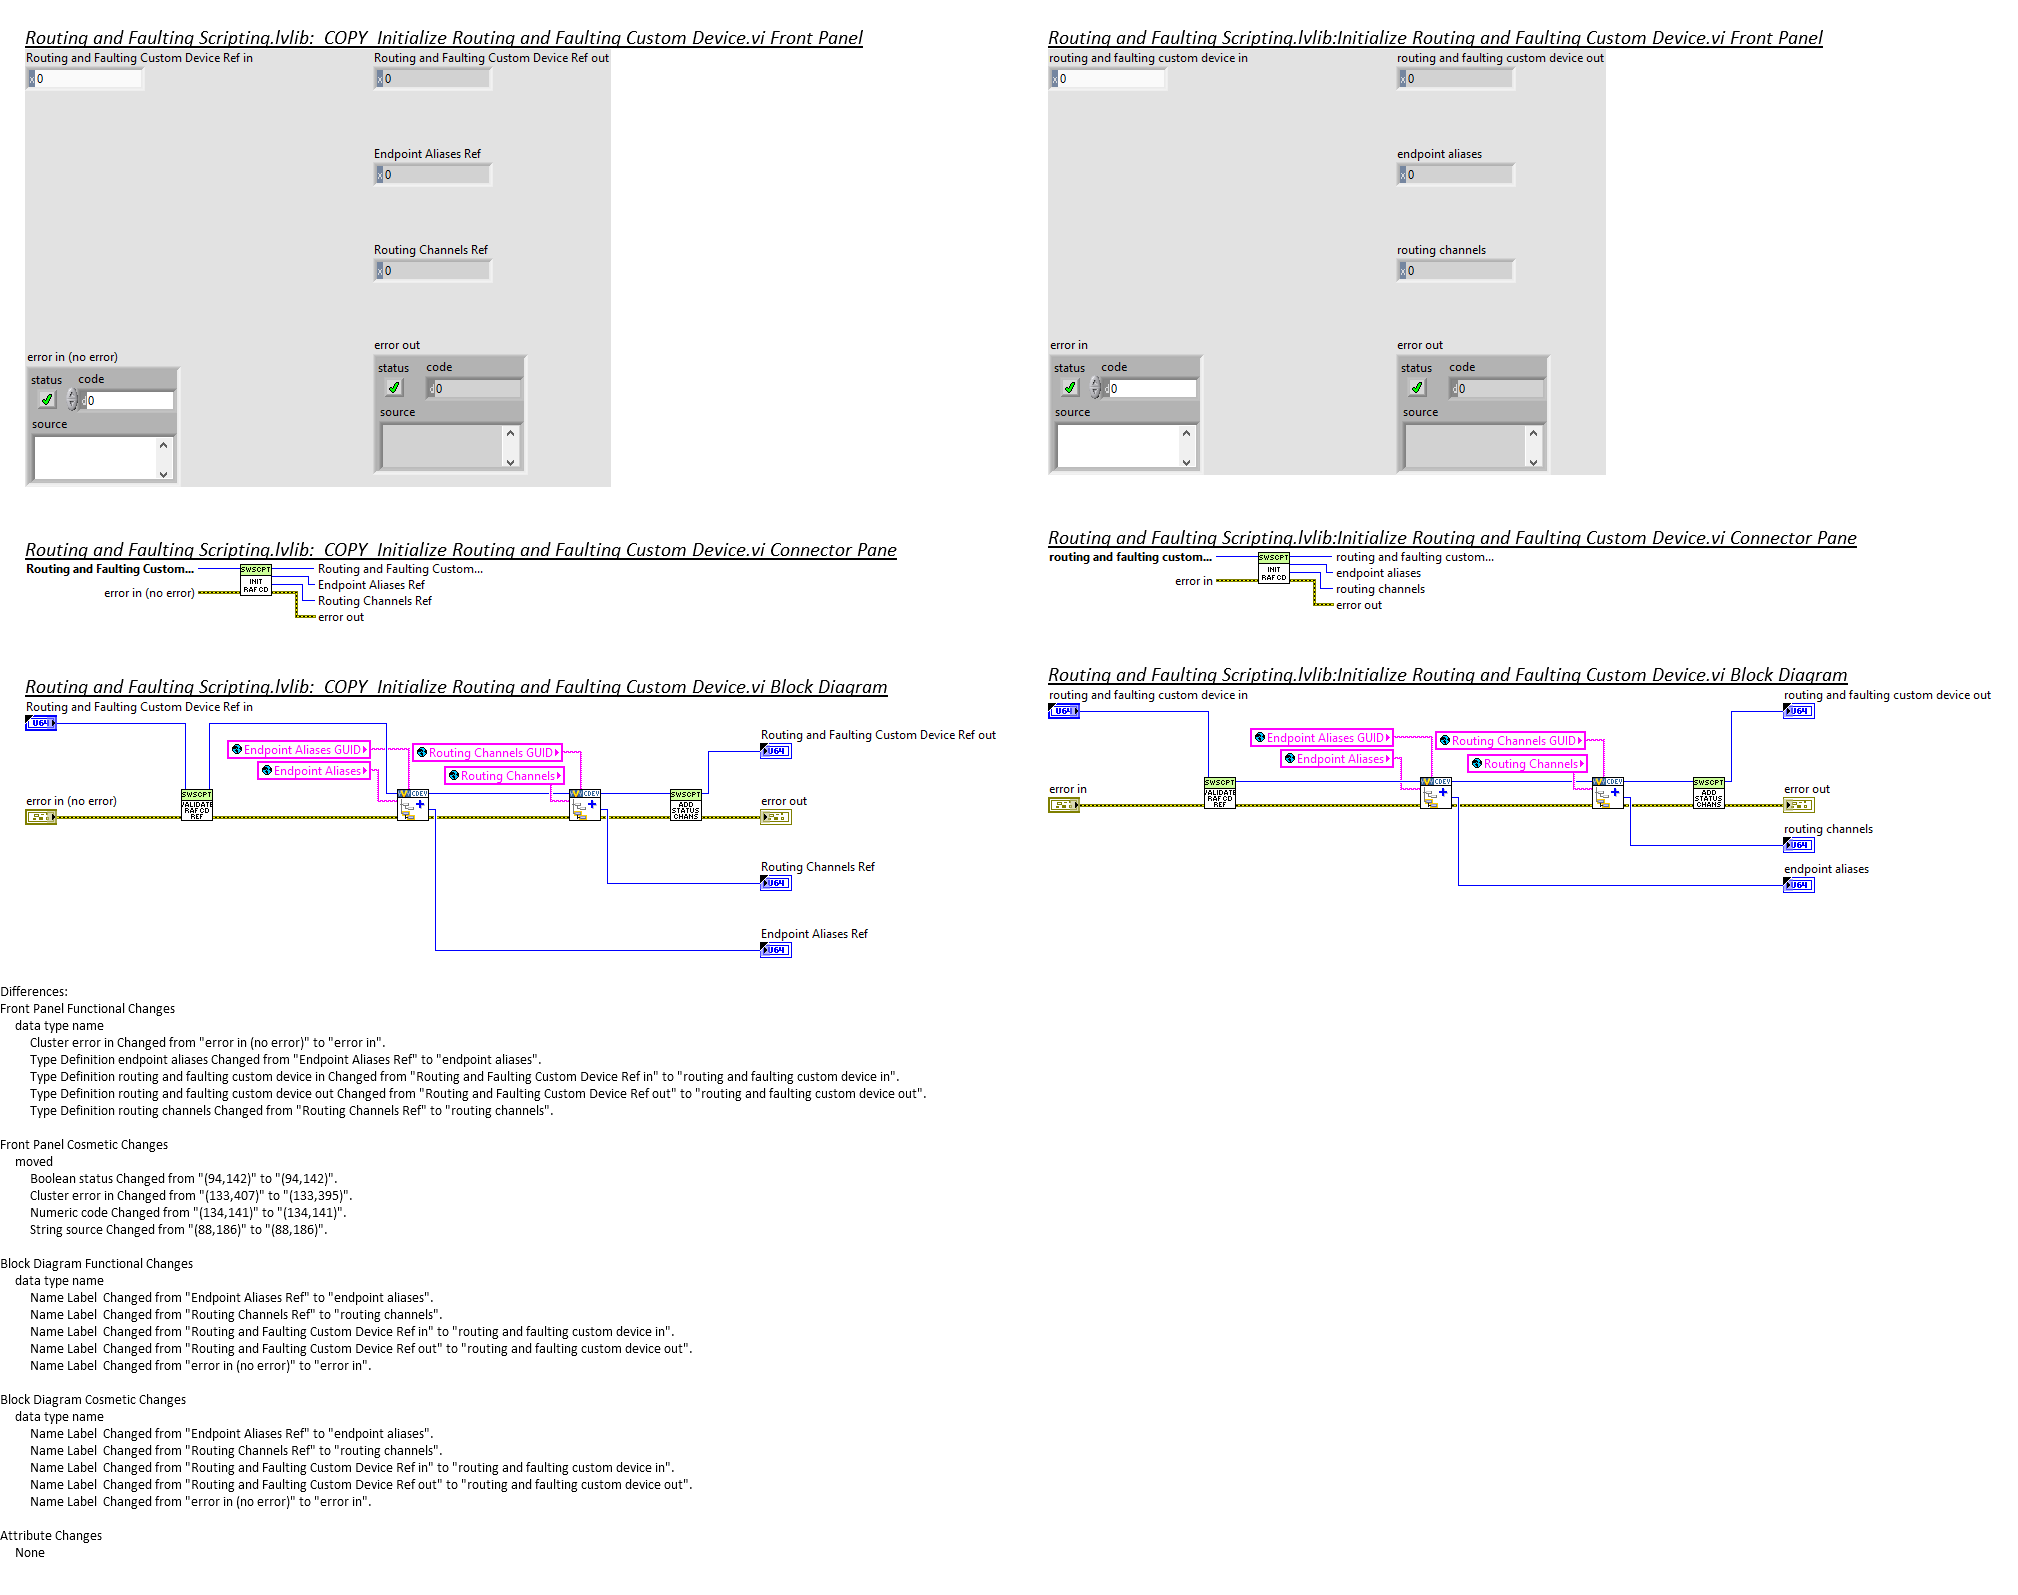 Routing and Faulting Scripting.lvlib:_COPY_Initialize Routing and Faulting Custom Device.vi Front Panel
Routing and Faulting Custom Device Ref in
x 0
Routing and Faulting Custom Device Ref out
x 0
Endpoint Aliases Ref
x 0
Routing Channels Ref
x 0
error in (no error)
status code
d 0
source
error out
status code
d 0
source
Routing and Faulting Scripting.lvlib:Initialize Routing and Faulting Custom Device.vi Front Panel
routing and faulting custom device in
x 0
routing and faulting custom device out
x 0
endpoint aliases
x 0
routing channels
x 0
error in
status code
d 0
source
error out
status code
d 0
source
Routing and Faulting Scripting.lvlib:_COPY_Initialize Routing and Faulting Custom Device.vi Connector Pane
Routing and Faulting Custom...
error in (no error)
SWSCPT
INIT
RAF CD
Routing and Faulting Custom...
Endpoint Aliases Ref
Routing Channels Ref
error out
Routing and Faulting Scripting.lvlib:Initialize Routing and Faulting Custom Device.vi Connector Pane
routing and faulting custom...
error in
SWSCPT
INIT
RAF CD
routing and faulting custom...
endpoint aliases
routing channels
error out
Routing and Faulting Scripting.lvlib:_COPY_Initialize Routing and Faulting Custom Device.vi Block Diagram
Routing and Faulting Custom Device Ref in
U64
Endpoint Aliases GUID
Endpoint Aliases
Routing Channels GUID
Routing Channels
Routing and Faulting Custom Device Ref out
U64
error in (no error)
SWSCPT
VALIDATE
RAF CD
REF
CDEV
CDEV
SWSCPT
ADD
STATUS
CHANS
error out
Routing Channels Ref
U64
Endpoint Aliases Ref
U64
Routing and Faulting Scripting.lvlib:Initialize Routing and Faulting Custom Device.vi Block Diagram
routing and faulting custom device in
U64
Endpoint Aliases GUID
Endpoint Aliases
Routing Channels GUID
Routing Channels
routing and faulting custom device out
U64
error in
SWSCPT
VALIDATE
RAF CD
REF
CDEV
CDEV
SWSCPT
ADD
STATUS
CHANS
error out
routing channels
U64
endpoint aliases
U64
Differences:
Front Panel Functional Changes
data type name
Cluster error in Changed from "error in (no error)" to "error in".
Type Definition endpoint aliases Changed from "Endpoint Aliases Ref" to "endpoint aliases".
Type Definition routing and faulting custom device in Changed from "Routing and Faulting Custom Device Ref in" to "routing and faulting custom device in".
Type Definition routing and faulting custom device out Changed from "Routing and Faulting Custom Device Ref out" to "routing and faulting custom device out".
Type Definition routing channels Changed from "Routing Channels Ref" to "routing channels".
Front Panel Cosmetic Changes
moved
Boolean status Changed from "(94,142)" to "(94,142)".
Cluster error in Changed from "(133,407)" to "(133,395)".
Numeric code Changed from "(134,141)" to "(134,141)".
String source Changed from "(88,186)" to "(88,186)".
Block Diagram Functional Changes
data type name
Name Label  Changed from "Endpoint Aliases Ref" to "endpoint aliases".
Name Label  Changed from "Routing Channels Ref" to "routing channels".
Name Label  Changed from "Routing and Faulting Custom Device Ref in" to "routing and faulting custom device in".
Name Label  Changed from "Routing and Faulting Custom Device Ref out" to "routing and faulting custom device out".
Name Label  Changed from "error in (no error)" to "error in".
Block Diagram Cosmetic Changes
data type name
Name Label  Changed from "Endpoint Aliases Ref" to "endpoint aliases".
Name Label  Changed from "Routing Channels Ref" to "routing channels".
Name Label  Changed from "Routing and Faulting Custom Device Ref in" to "routing and faulting custom device in".
Name Label  Changed from "Routing and Faulting Custom Device Ref out" to "routing and faulting custom device out".
Name Label  Changed from "error in (no error)" to "error in".
Attribute Changes
None